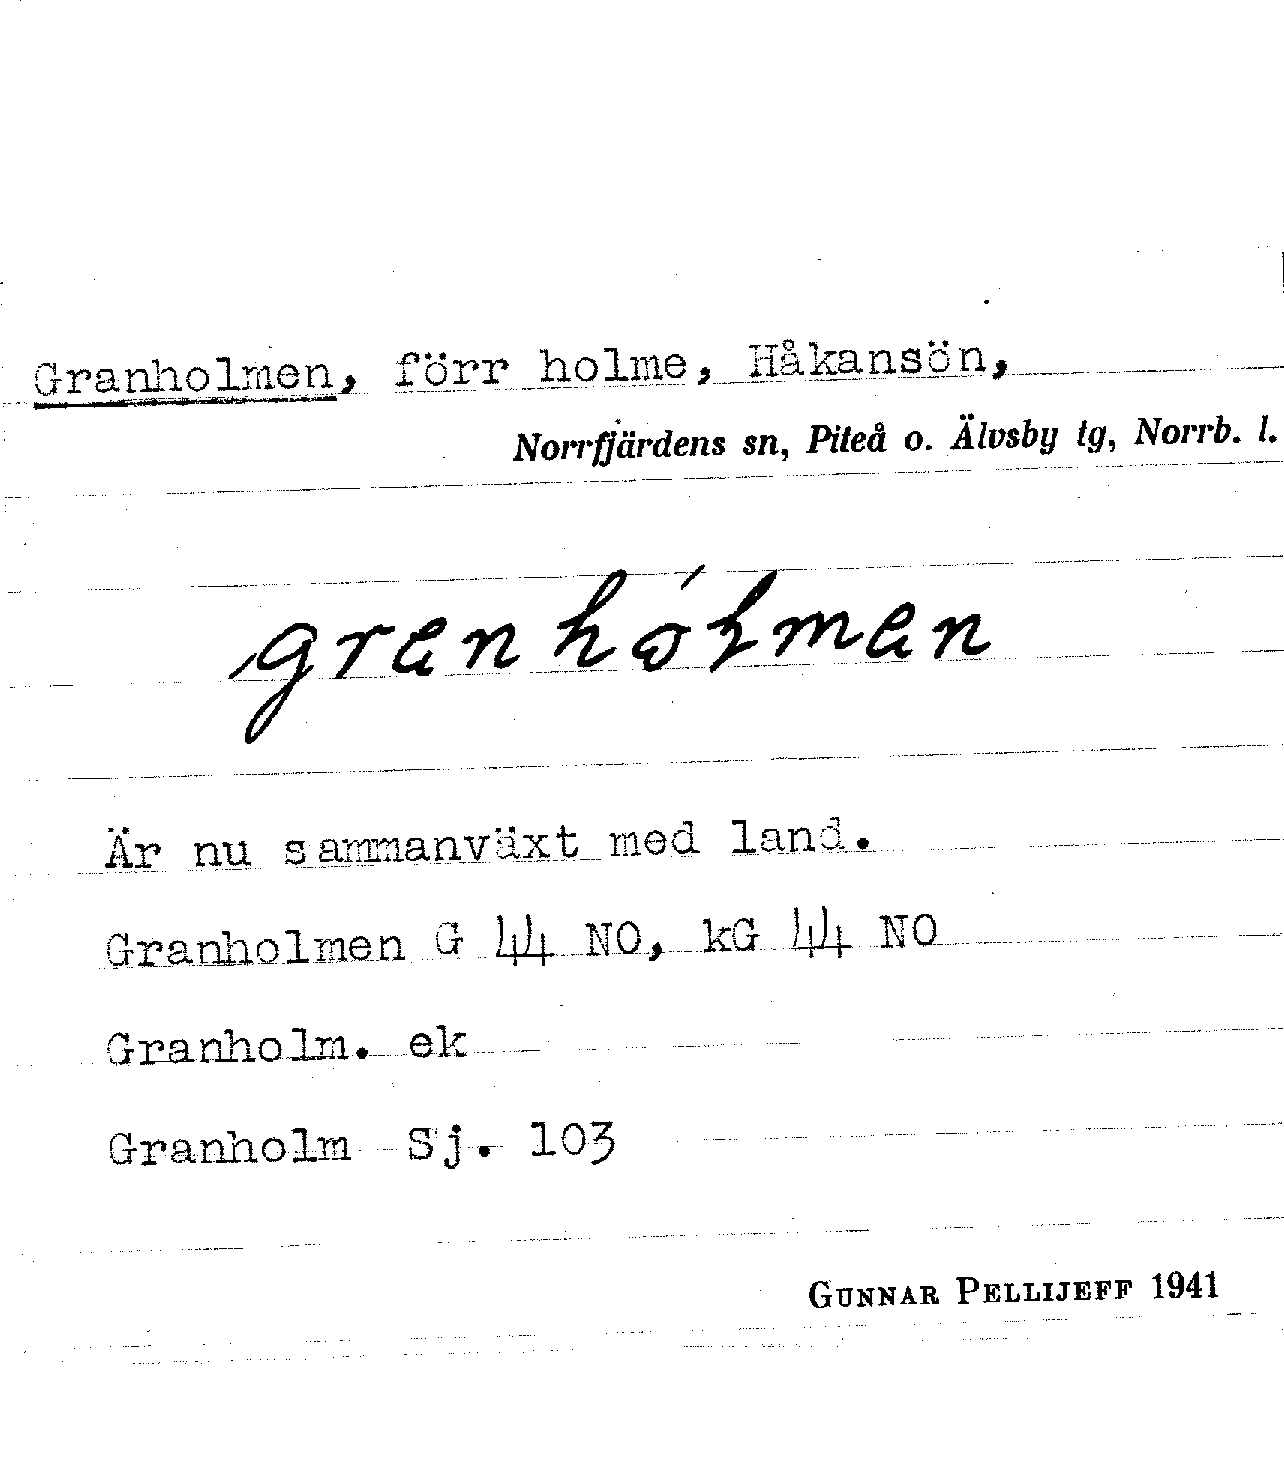 Granholmen, förr holme, Håkansön,
Norrfjärdens sn, Piteå o. Älvsby tg, Norrb. l.
Är nu sammanväxt med land.
Granholmen G 44 NO, kG 44 NO
Granholm. ek
Granholm Sj. 103
GUNNAR PELLIJEFF 1941